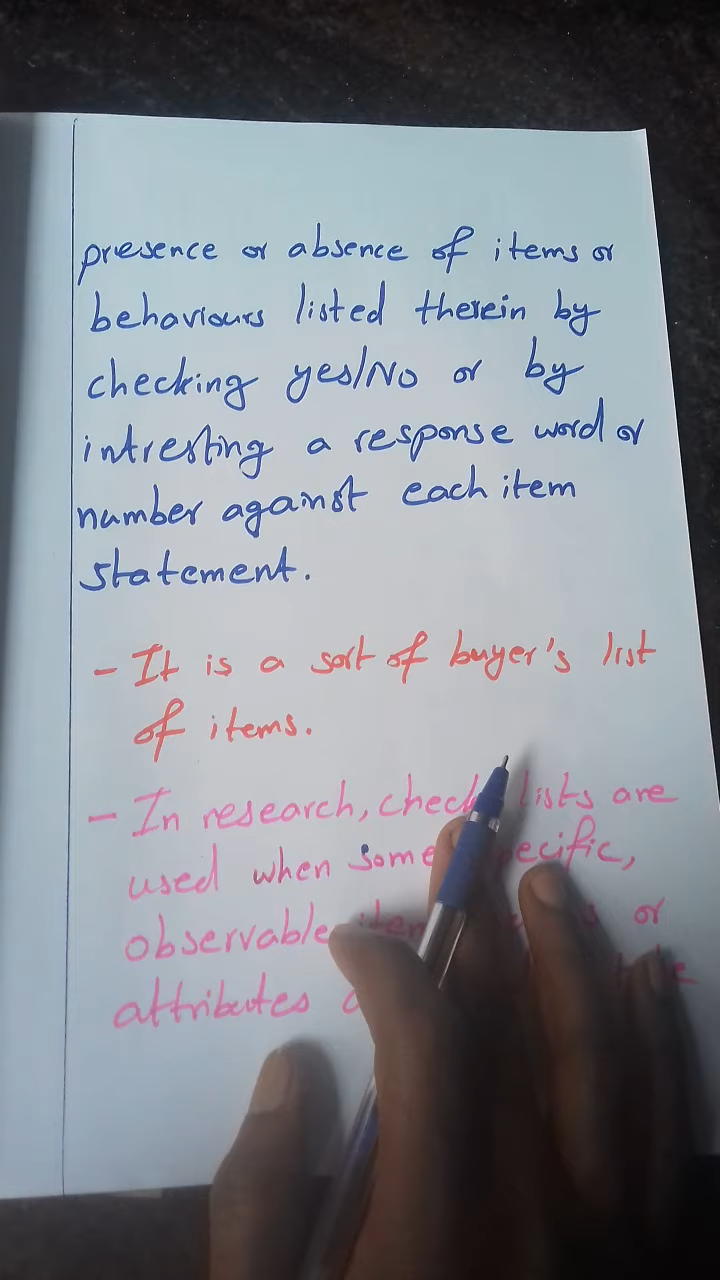 presence or absence of items or
behaviours listed therein by
checking yes/No or by
intresting a response word or
number against each item
statement.
- It is a sort of buyer's list
of items.
- In research, check lists are
used when some specific,
observable or
attributes